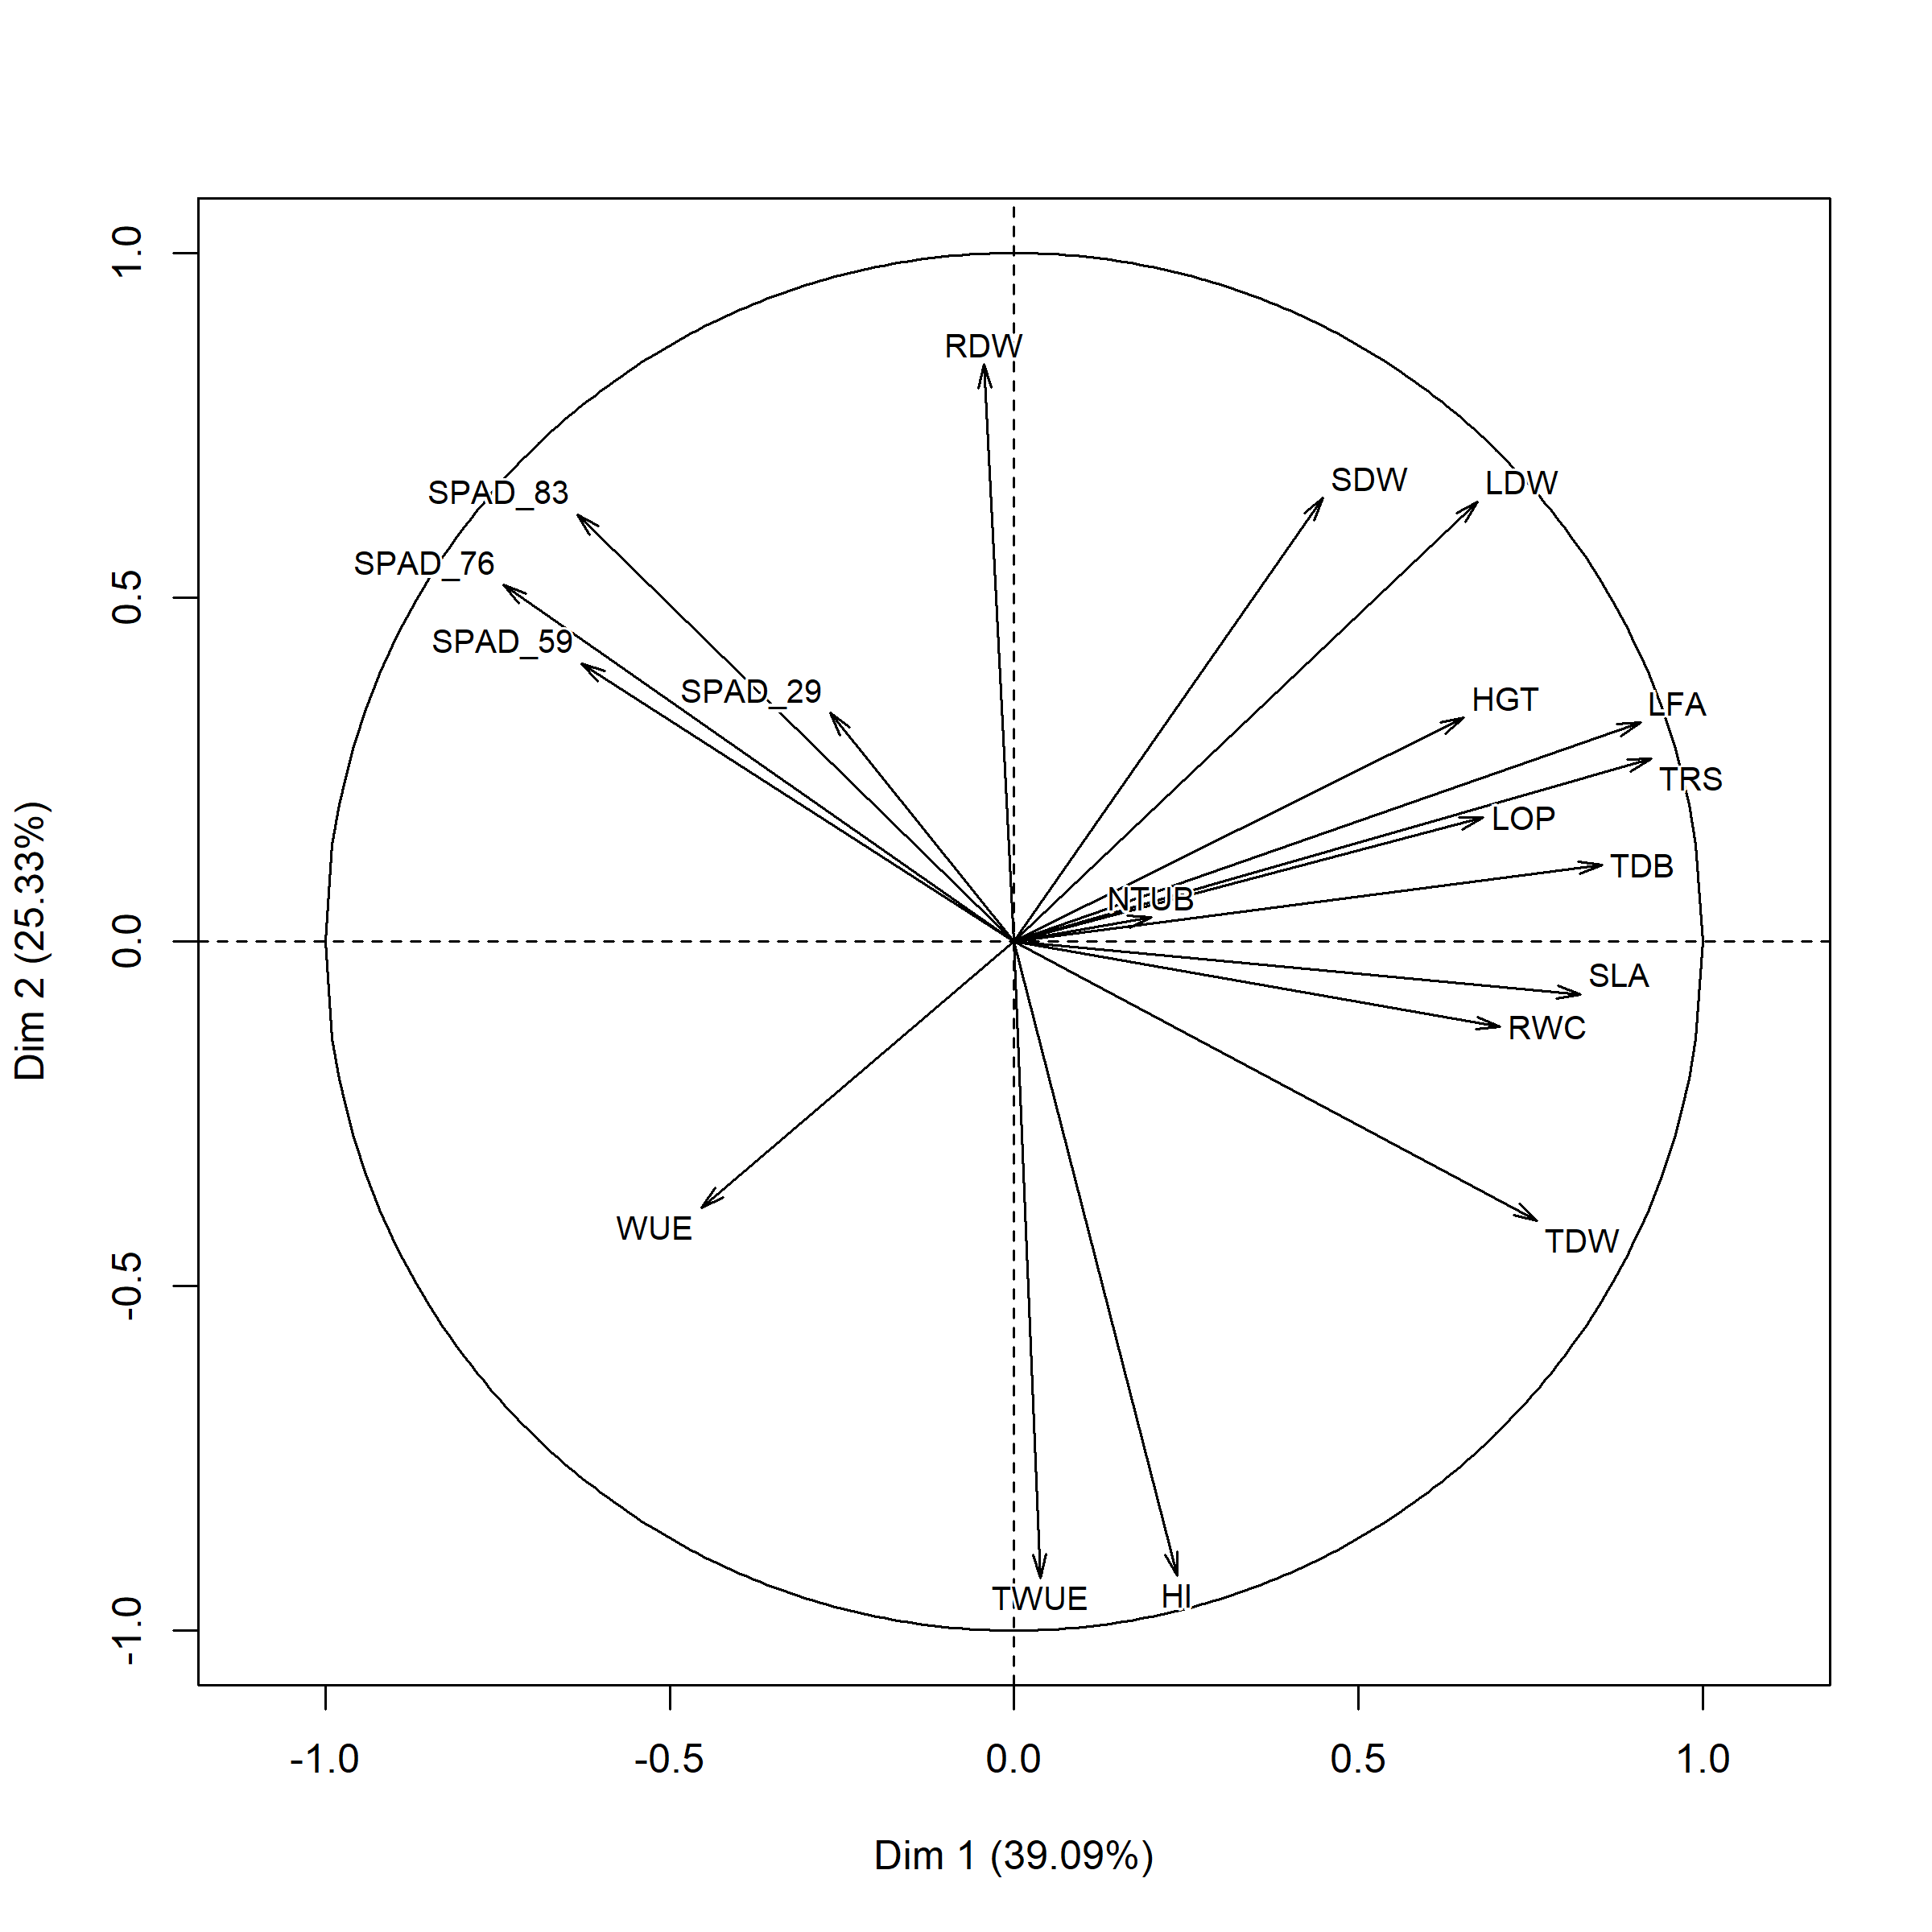 RDW
SDW
LDW
SPAD_83
SPAD_76
SPAD_59
SPAD_29
HGT
LFA
TRS
LOP
TDB
NTUB
SLA
RWC
WUE
TDW
TWUE
HI
1.0
0.5
0.0
-0.5
-1.0
Dim 2 (25.33%)
-1.0
-0.5
0.0
0.5
1.0
Dim 1 (39.09%)